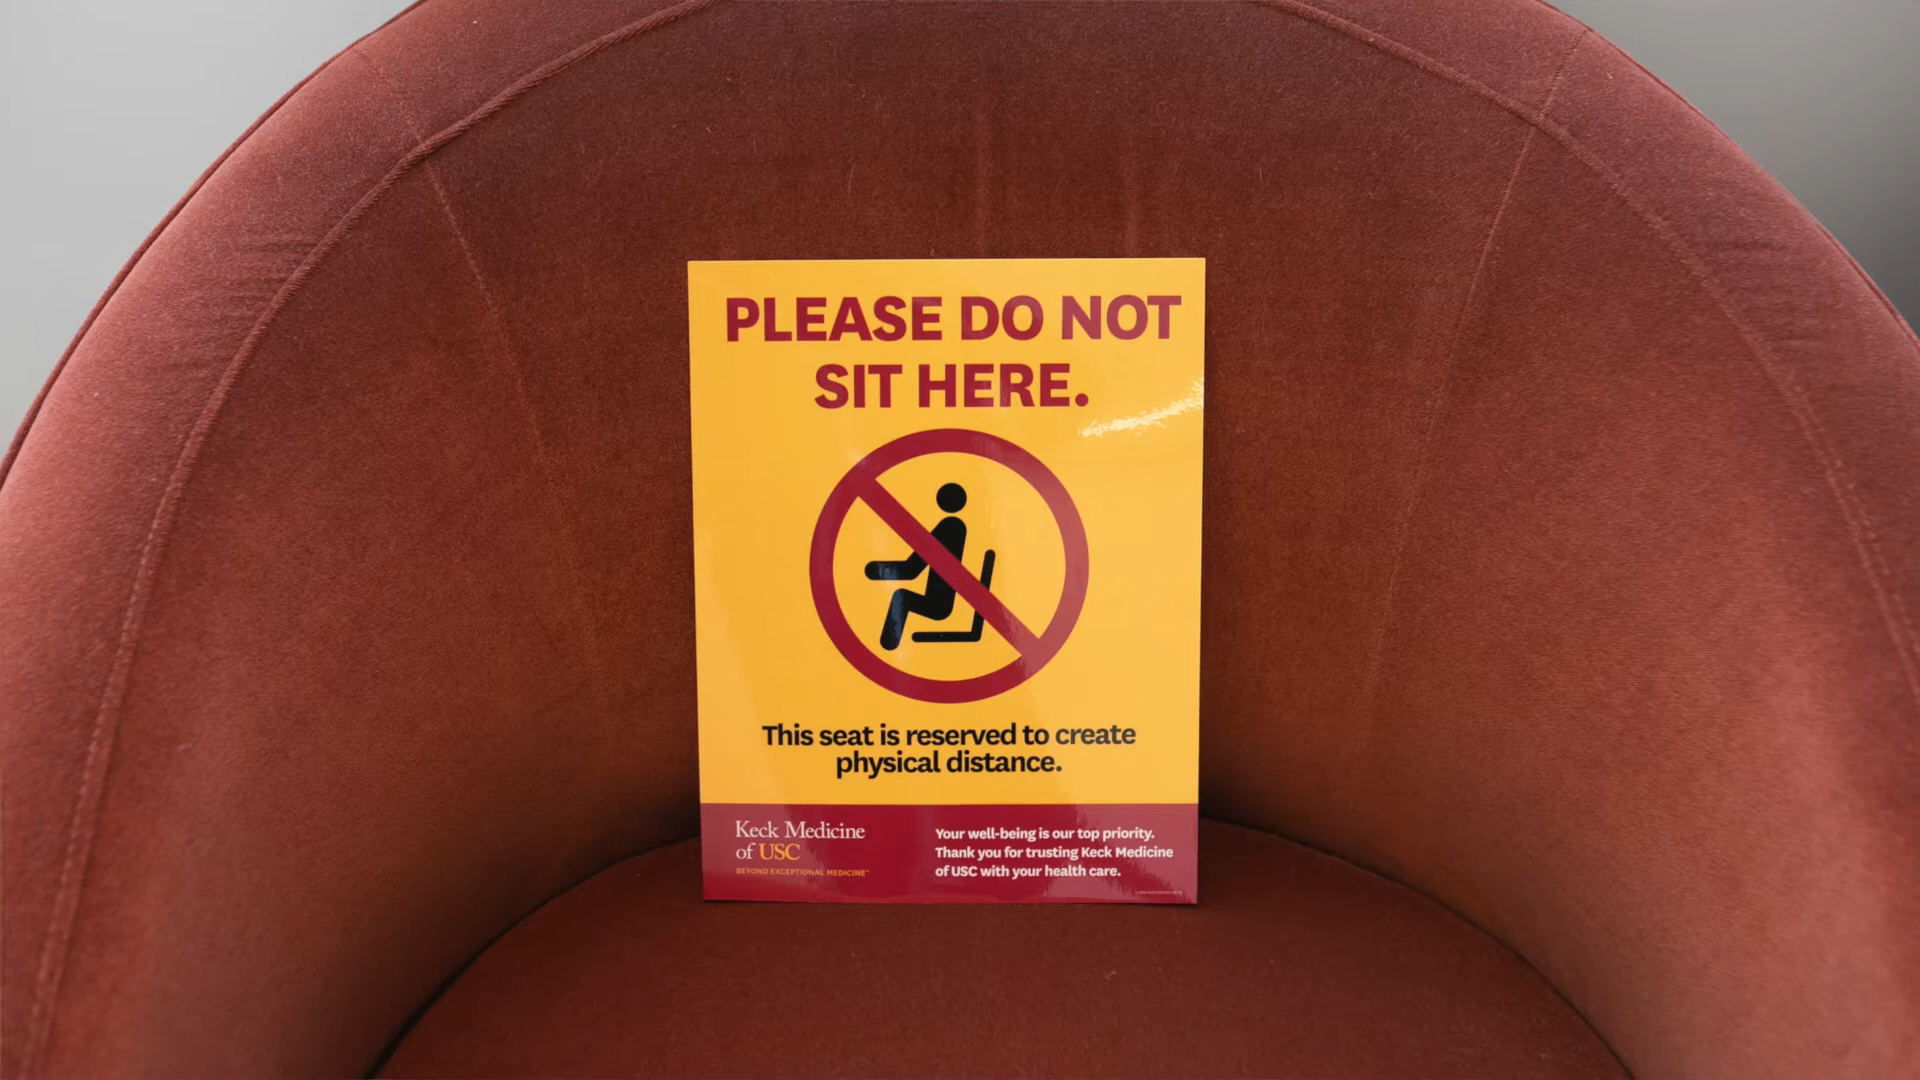 PLEASE DO NOT
SIT HERE.
This seat is reserved to create
physical distance.
Keck Medicine
of USC
BEYOND EXCEPTIONAL MEDICINE™
Your well-being is our top priority.
Thank you for trusting Keck Medicine
of USC with your health care.